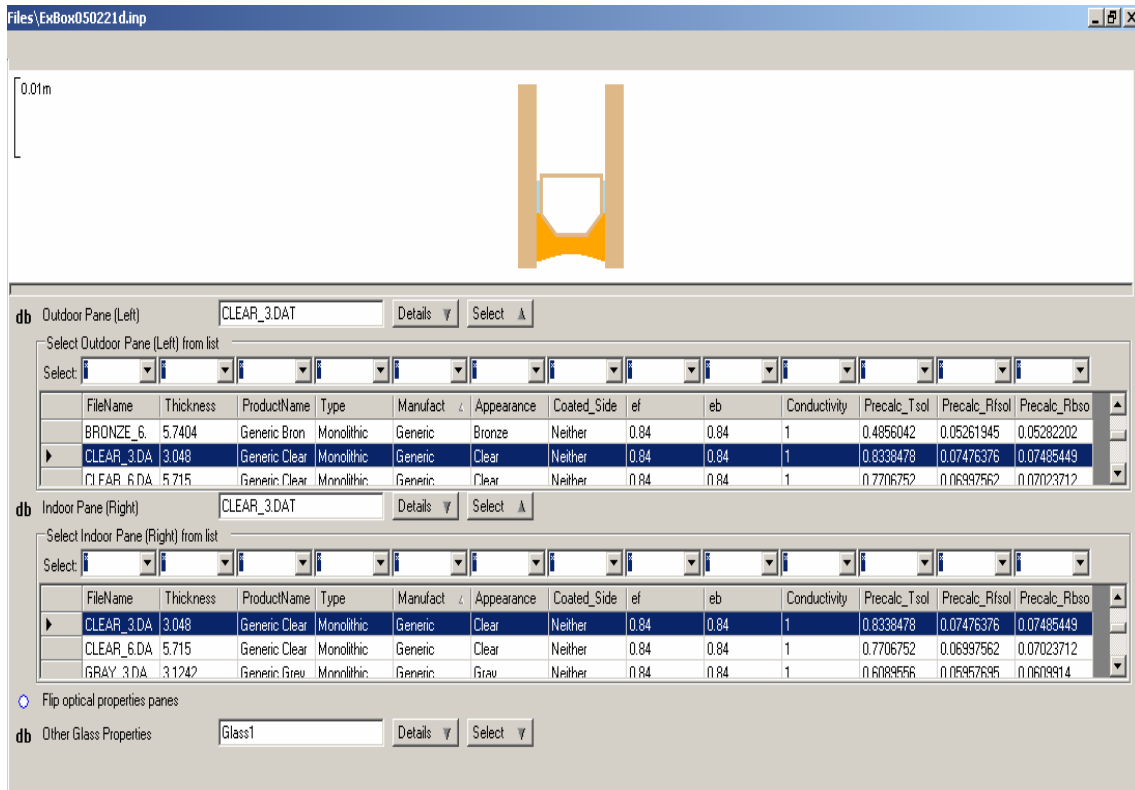 Files\ExBox050221d.inp
0.01m
db Outdoor Pane (Left) CLEAR_3.DAT Details Select
Select Outdoor Pane (Left) from list
Select: * * * * * * * * * * * * *
FileName Thickness ProductName Type Manufact Appearance Coated_Side ef eb Conductivity Precalc_Tsol Precalc_Rfsol Precalc_Rbso
BRONZE_6. 5.7404 Generic Bron Monolithic Generic Bronze Neither 0.84 0.84 1 0.4856042 0.05261945 0.05282202
CLEAR_3.DA 3.048 Generic Clear Monolithic Generic Clear Neither 0.84 0.84 1 0.8338478 0.07476376 0.07485449
CLEAR_6.DA 5.715 Generic Clear Monolithic Generic Clear Neither 0.84 0.84 1 0.7706752 0.06997562 0.07023712
db Indoor Pane (Right) CLEAR_3.DAT Details Select
Select Indoor Pane (Right) from list
Select: * * * * * * * * * * * * *
FileName Thickness ProductName Type Manufact Appearance Coated_Side ef eb Conductivity Precalc_Tsol Precalc_Rfsol Precalc_Rbso
CLEAR_3.DA 3.048 Generic Clear Monolithic Generic Clear Neither 0.84 0.84 1 0.8338478 0.07476376 0.07485449
CLEAR_6.DA 5.715 Generic Clear Monolithic Generic Clear Neither 0.84 0.84 1 0.7706752 0.06997562 0.07023712
GRAY_3.DA 3.1242 Generic Grey Monolithic Generic Gray Neither 0.84 0.84 1 0.6089556 0.05957695 0.0609914
Flip optical properties panes
db Other Glass Properties Glass1 Details Select